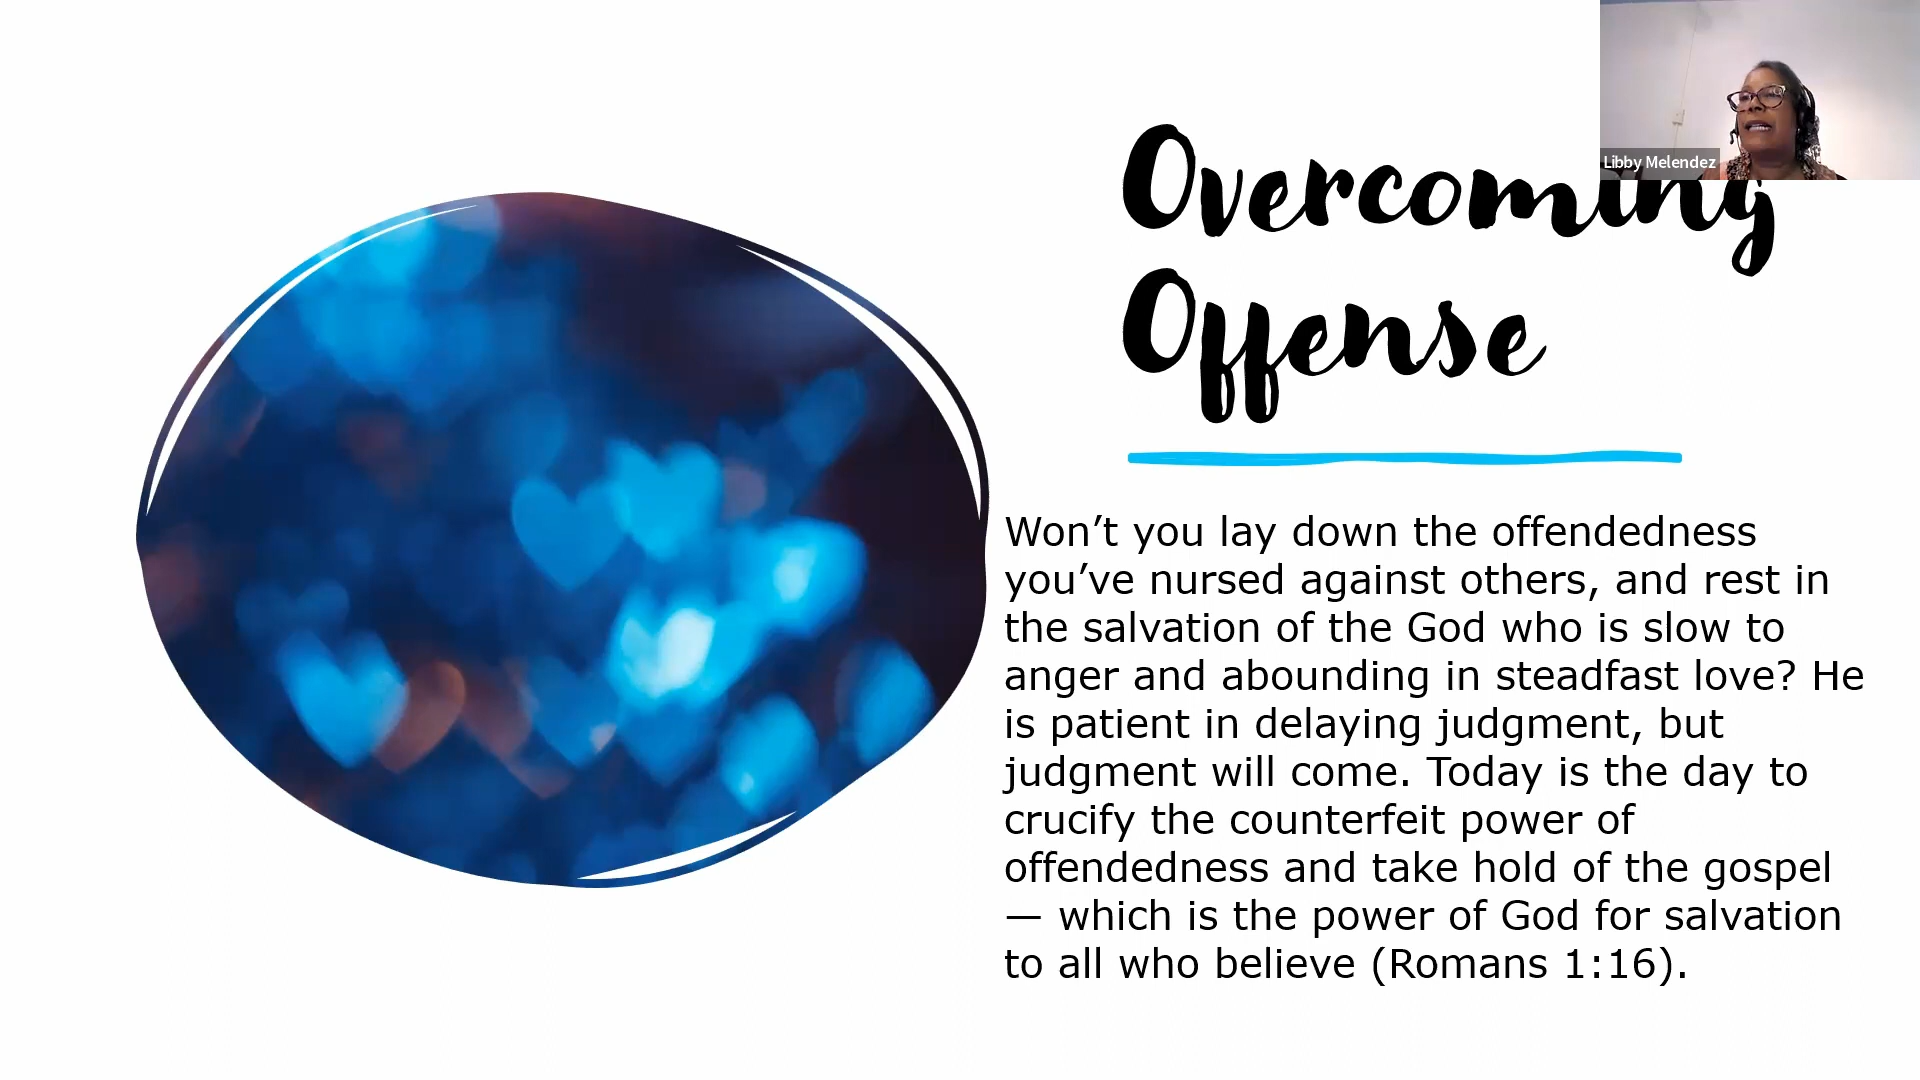 Libby Melendez
Overcoming
Offense
Won’t you lay down the offendedness
you’ve nursed against others, and rest in
the salvation of the God who is slow to
anger and abounding in steadfast love? He
is patient in delaying judgment, but
judgment will come. Today is the day to
crucify the counterfeit power of
offendedness and take hold of the gospel
— which is the power of God for salvation
to all who believe (Romans 1:16).